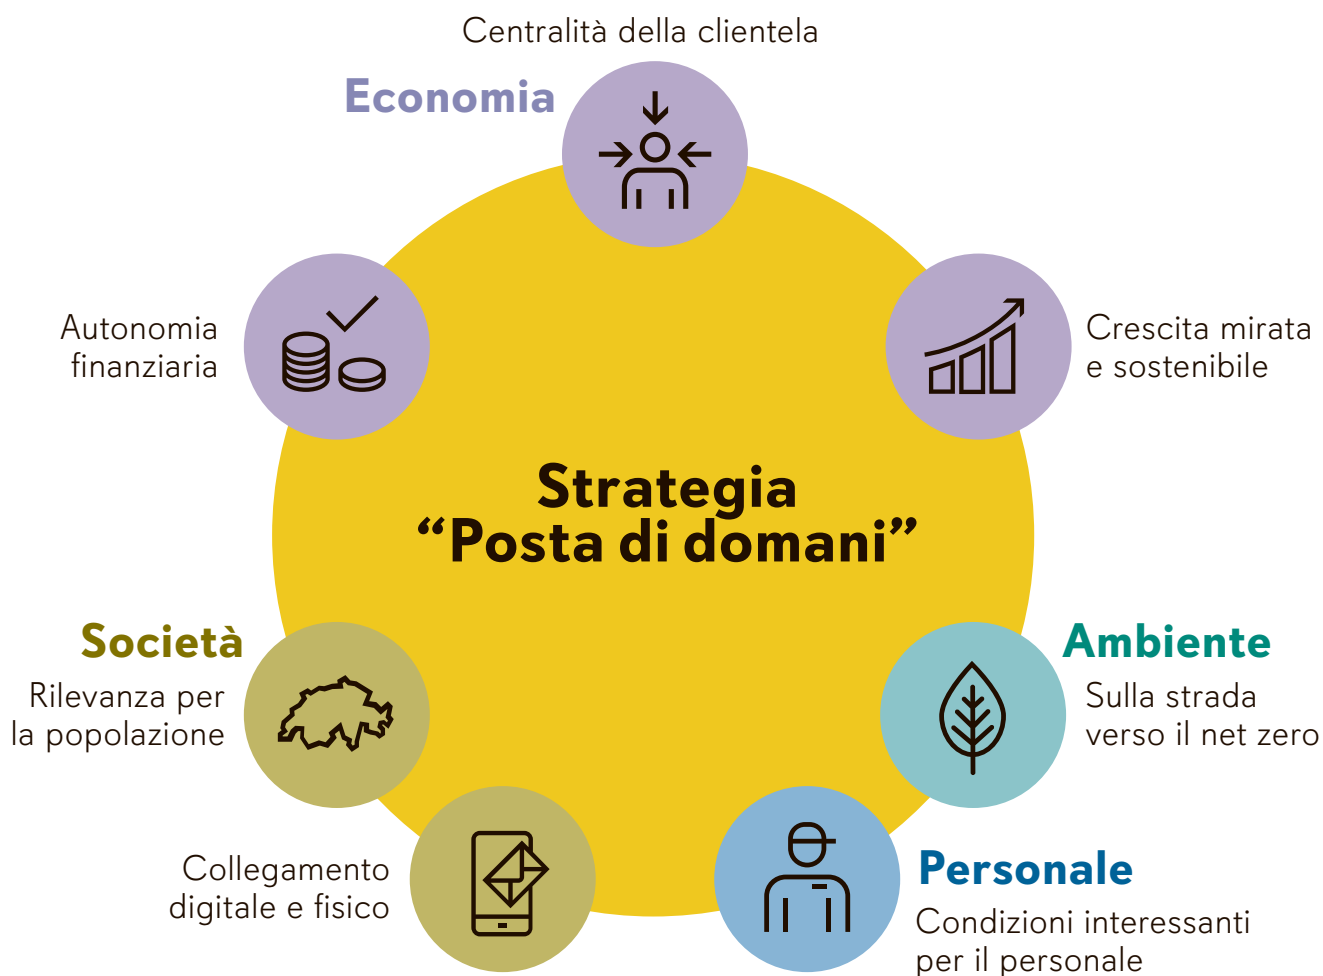 Centralità della clientela
Economia
Autonomia
finanziaria
Crescita mirata
e sostenibile
Strategia
“Posta di domani”
Società
Rilevanza per
la popolazione
Ambiente
Sulla strada
verso il net zero
Collegamento
digitale e fisico
Personale
Condizioni interessanti
per il personale